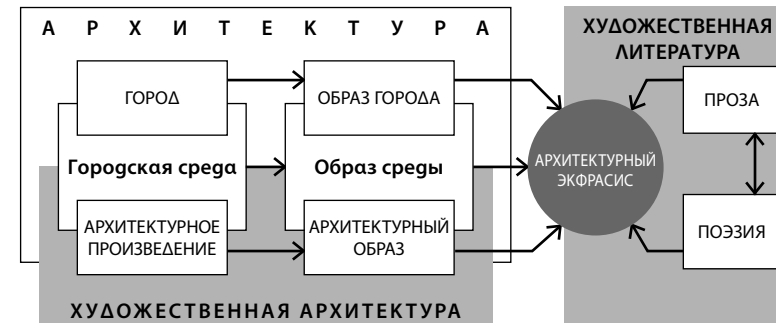 АРХИТЕКТУРА
ХУДОЖЕСТВЕННАЯ
ЛИТЕРАТУРА
ГОРОД
ОБРАЗ ГОРОДА
ПРОЗА
Городская среда
Образ среды
АРХИТЕКТУРНЫЙ
ЭКФРАСИС
АРХИТЕКТУРНОЕ
ПРОИЗВЕДЕНИЕ
АРХИТЕКТУРНЫЙ
ОБРАЗ
ПОЭЗИЯ
ХУДОЖЕСТВЕННАЯ АРХИТЕКТУРА